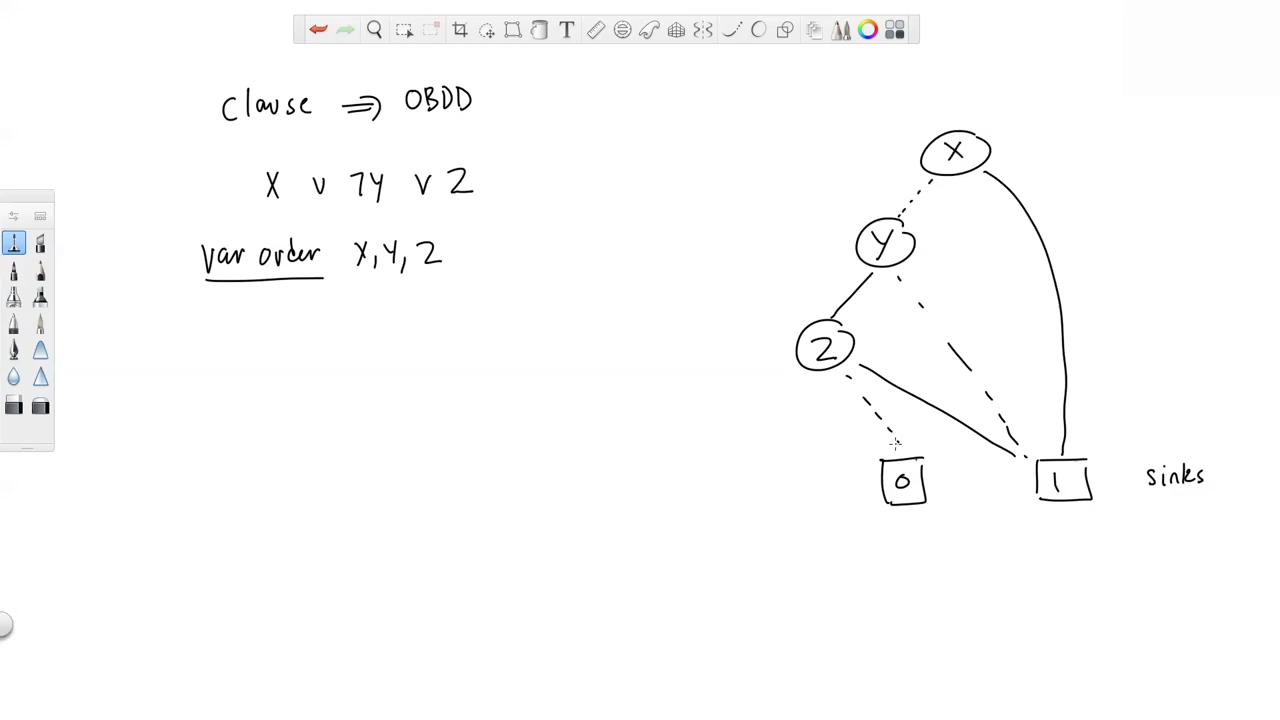 Clause ⇒ OBDD
X ∨ ¬Y ∨ Z
var order X, Y, Z
X
Y
Z
0
1
sinks